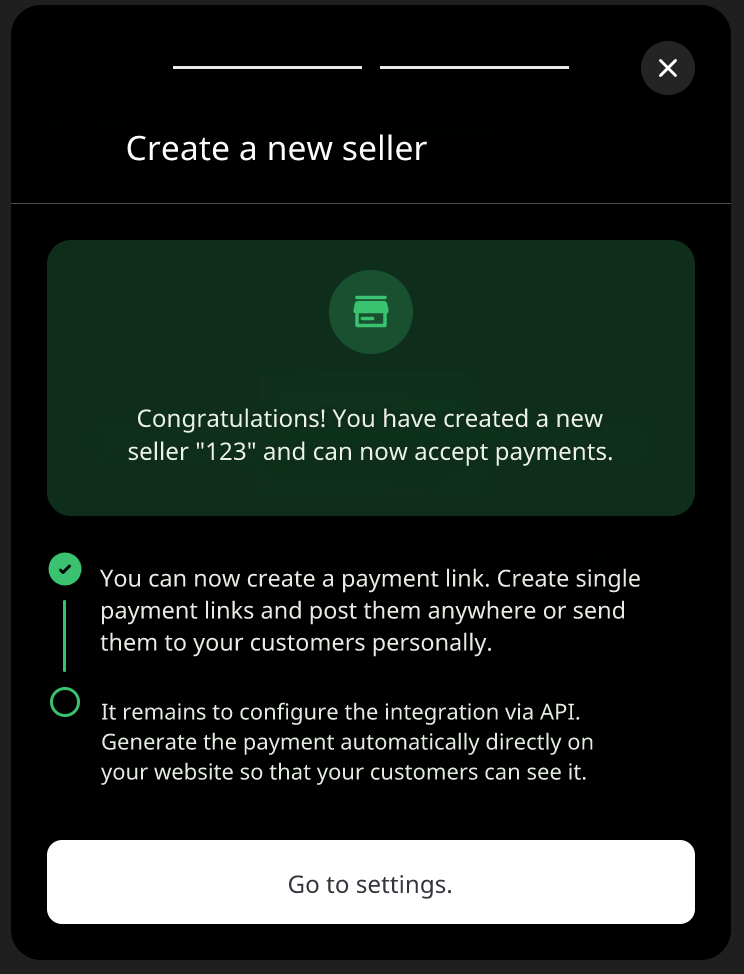 Create a new seller
Congratulations! You have created a new
seller "123" and can now accept payments.
You can now create a payment link. Create single
payment links and post them anywhere or send
them to your customers personally.
It remains to configure the integration via API.
Generate the payment automatically directly on
your website so that your customers can see it.
Go to settings.